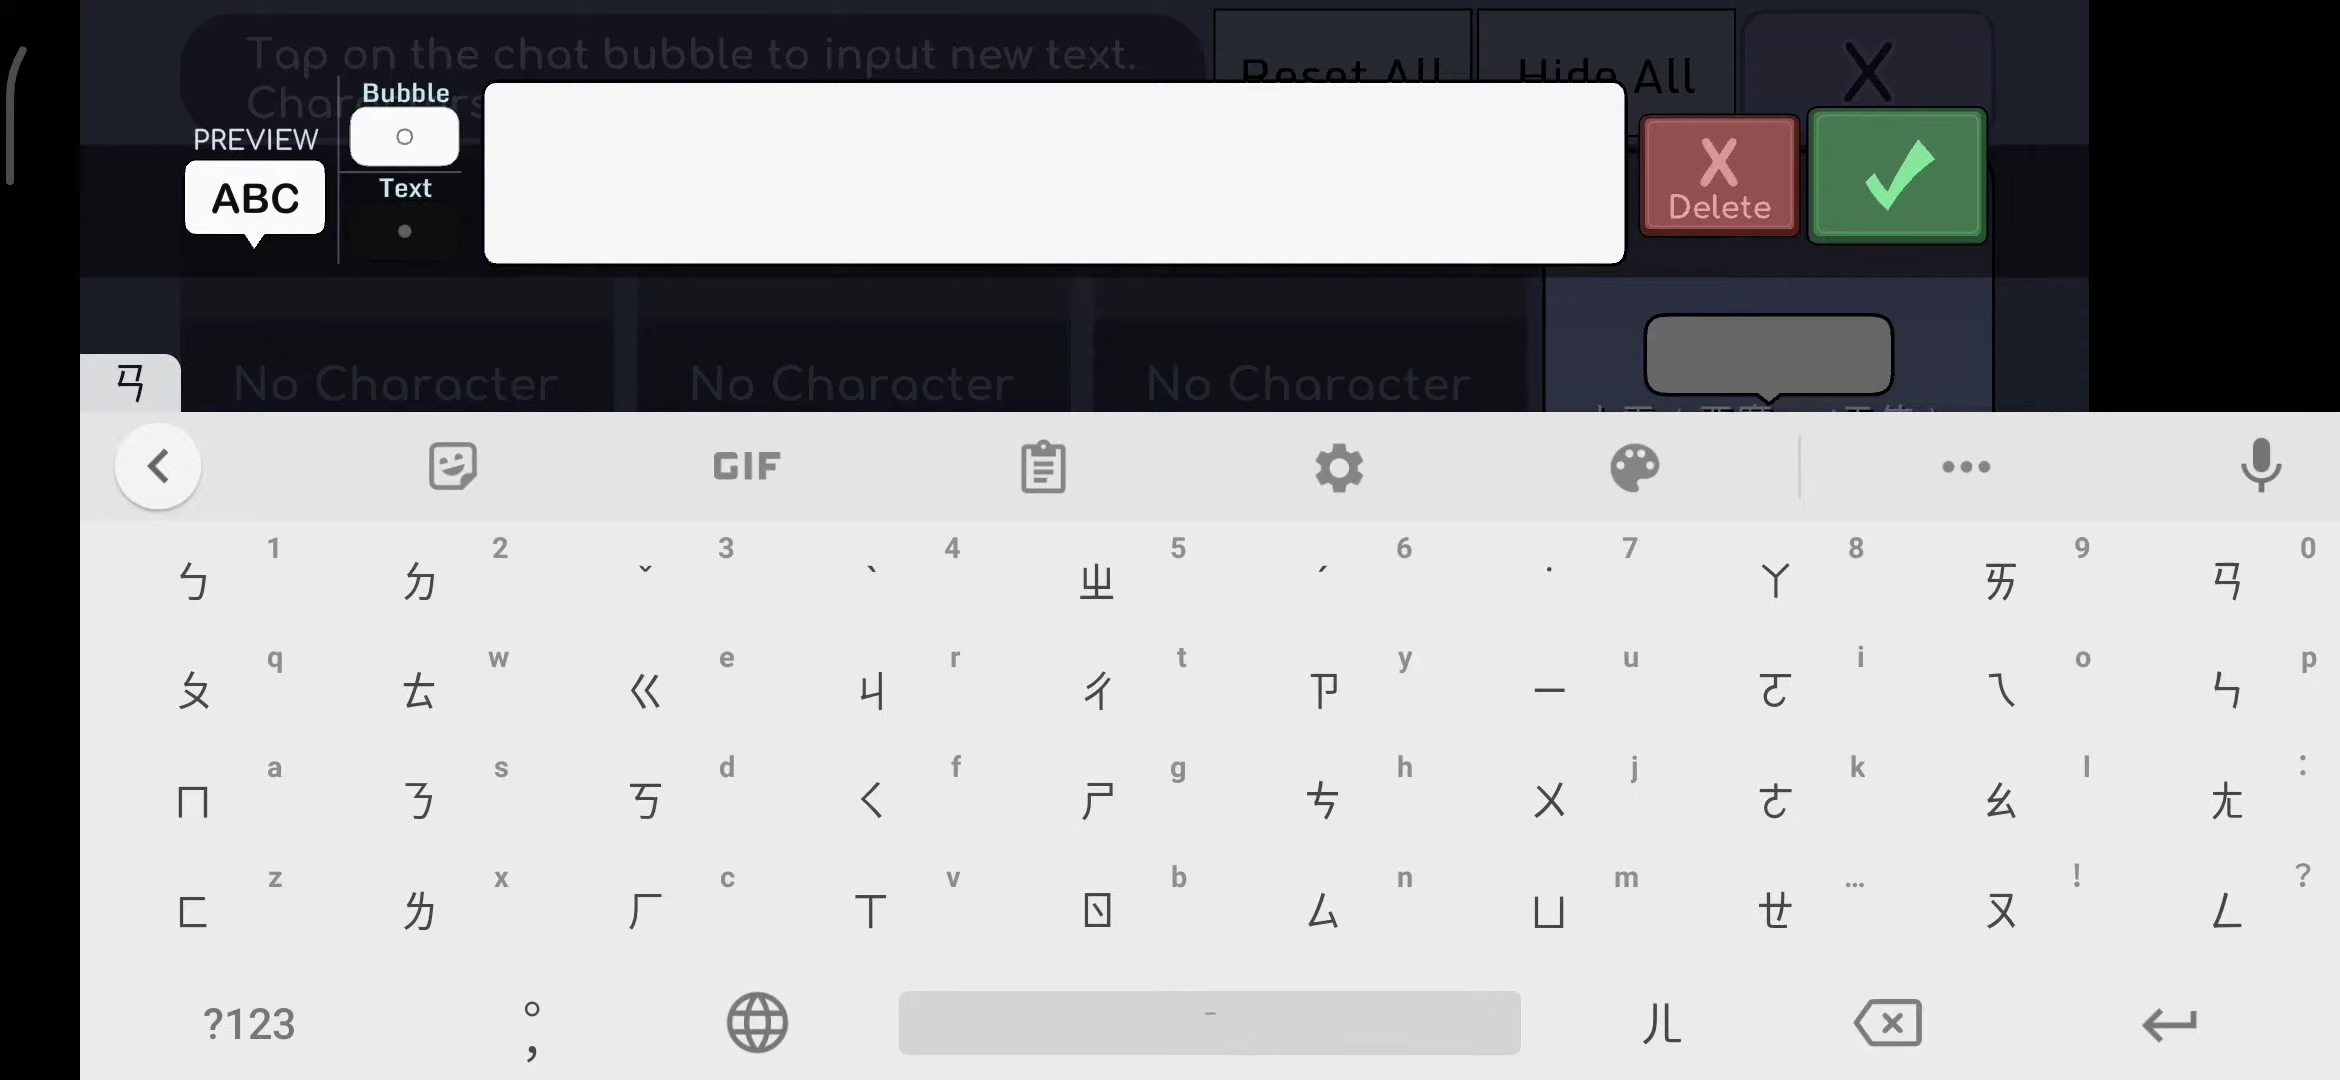 Tap on the chat bubble to input new text.
Reset All
Hide All
X
Bubble
PREVIEW
ABC
Text
X
Delete
No Character
No Character
No Character
ㄢ
GIF
1 2 3 4 5 6 7 8 9 0
ㄅ ㄉ ˇ ˋ ㄓ ˊ ˙ ㄚ ㄞ ㄢ
q w e r t y u i o p
ㄆ ㄊ ㄍ ㄐ ㄔ ㄗ ㄧ ㄛ ㄟ ㄣ
a s d f g h j k l :
ㄇ ㄋ ㄎ ㄑ ㄕ ㄘ ㄨ ㄜ ㄠ ㄤ
z x c v b n m … ! ?
ㄈ ㄌ ㄏ ㄒ ㄖ ㄙ ㄩ ㄝ ㄡ ㄥ
?123
。
，
ㄦ